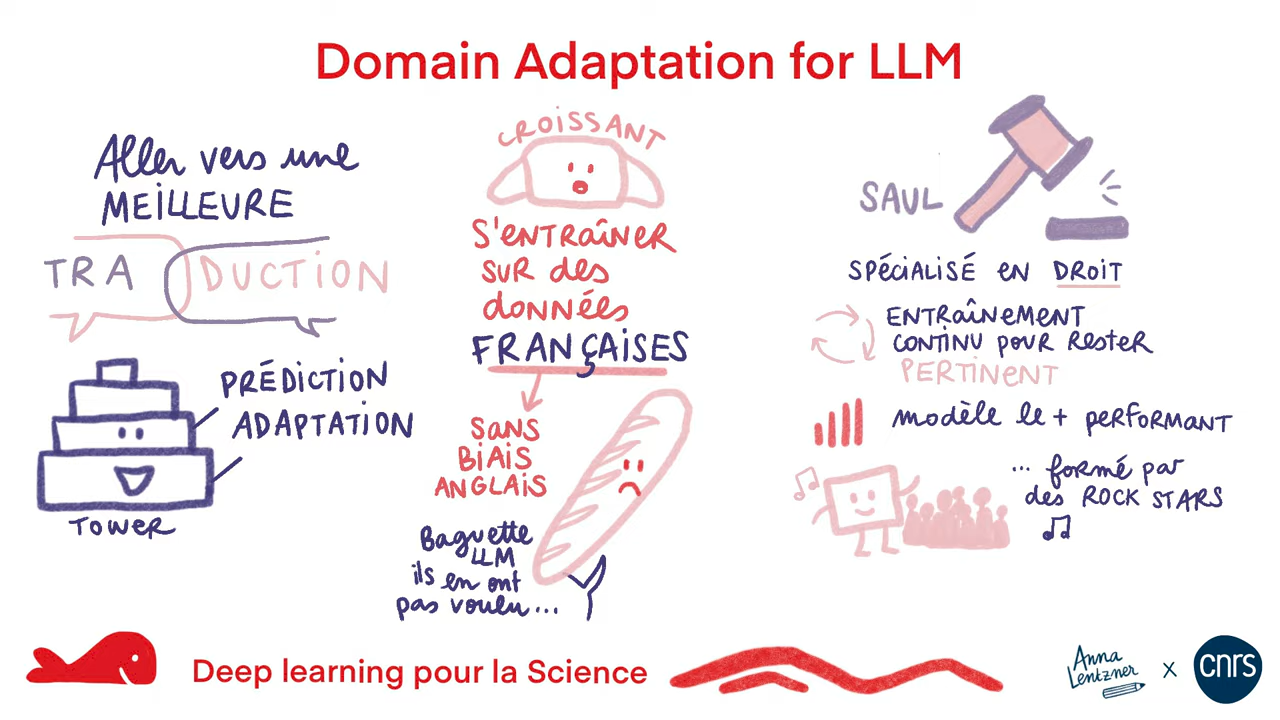 Domain Adaptation for LLM
Aller vers une
MEILLEURE
TRADUCTION
PRÉDICTION
ADAPTATION
TOWER
CROISSANT
S'ENTRAÎNER
SUR des
données
FRANÇAISES
SANS
BIAIS
ANGLAIS
Baguette
LLM
ils en ont
pas voulu...
SAUL
SPÉCIALISÉ EN DROIT
ENTRAÎNEMENT
CONTINU POUR RESTER
PERTINENT
modèle le + PERFORMANT
... formé par
des ROCK STARS
Deep learning pour la Science
Anna
Lentzner
X
cnrs